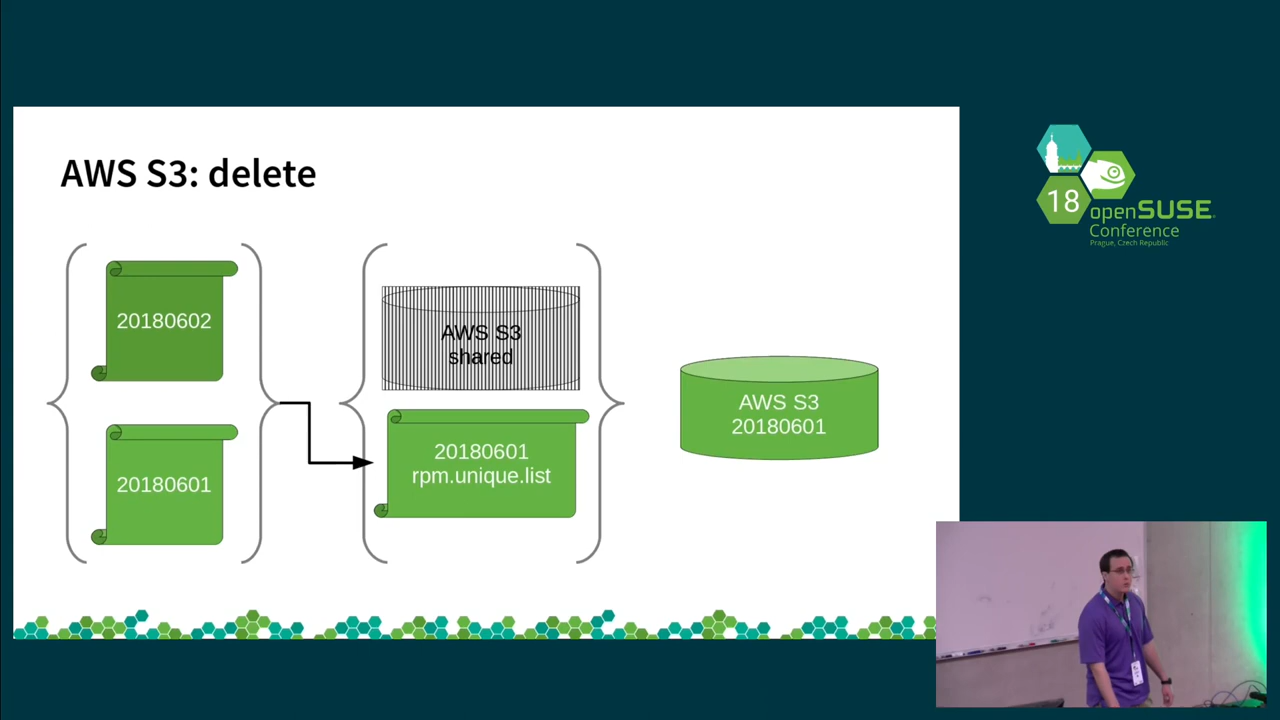 AWS S3: delete
20180602
20180601
AWS S3
shared
20180601
rpm.unique.list
AWS S3
20180601
18
openSUSE
Conference
Prague, Czech Republic